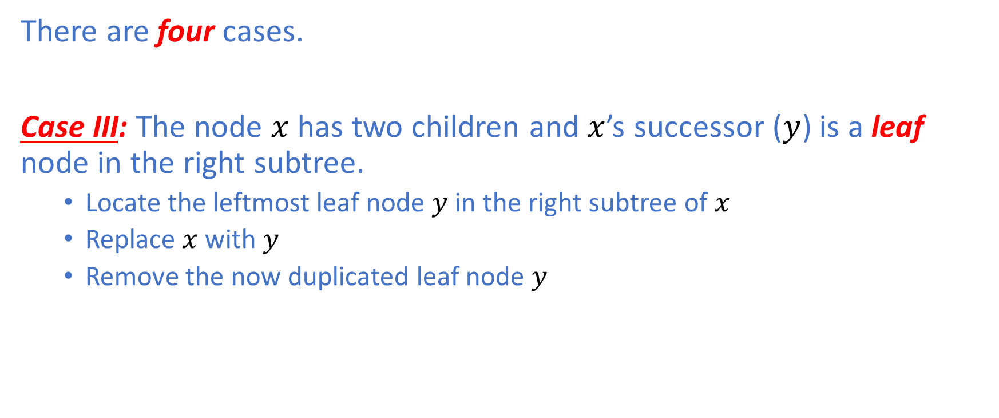 There are four cases.
Case III: The node x has two children and x’s successor (y) is a leaf
node in the right subtree.
• Locate the leftmost leaf node y in the right subtree of x
• Replace x with y
• Remove the now duplicated leaf node y